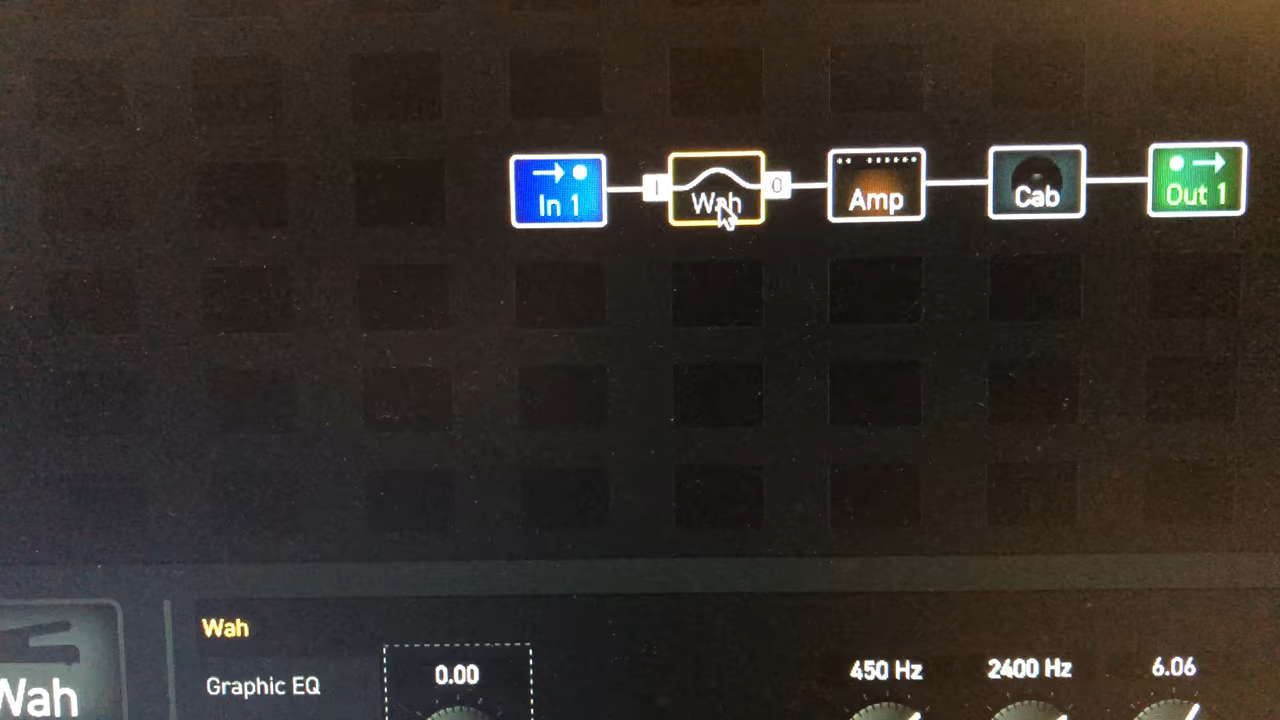 In 1
I
Wah
O
Amp
Cab
Out 1
Wah
Graphic EQ
0.00
450 Hz
2400 Hz
6.06
Wah